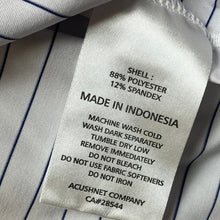 SHELL :
88% POLYESTER
12% SPANDEX
MADE IN INDONESIA
MACHINE WASH COLD
WASH DARK SEPARATELY
TUMBLE DRY LOW
REMOVE IMMEDIATELY
DO NOT BLEACH
DO NOT USE FABRIC SOFTENERS
DO NOT IRON
ACUSHNET COMPANY
CA#28544